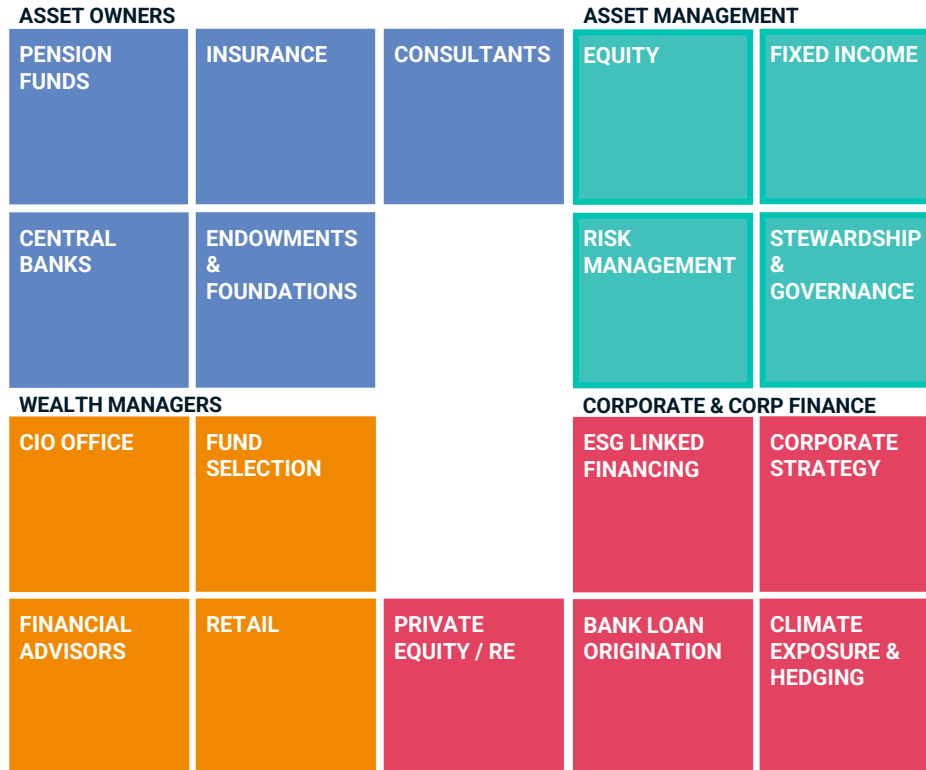 ASSET OWNERS
PENSION
FUNDS
INSURANCE
CONSULTANTS
CENTRAL
BANKS
ENDOWMENTS
&
FOUNDATIONS
ASSET MANAGEMENT
EQUITY
FIXED INCOME
RISK
MANAGEMENT
STEWARDSHIP
&
GOVERNANCE
WEALTH MANAGERS
CIO OFFICE
FUND
SELECTION
FINANCIAL
ADVISORS
RETAIL
CORPORATE & CORP FINANCE
ESG LINKED
FINANCING
CORPORATE
STRATEGY
PRIVATE
EQUITY / RE
BANK LOAN
ORIGINATION
CLIMATE
EXPOSURE &
HEDGING